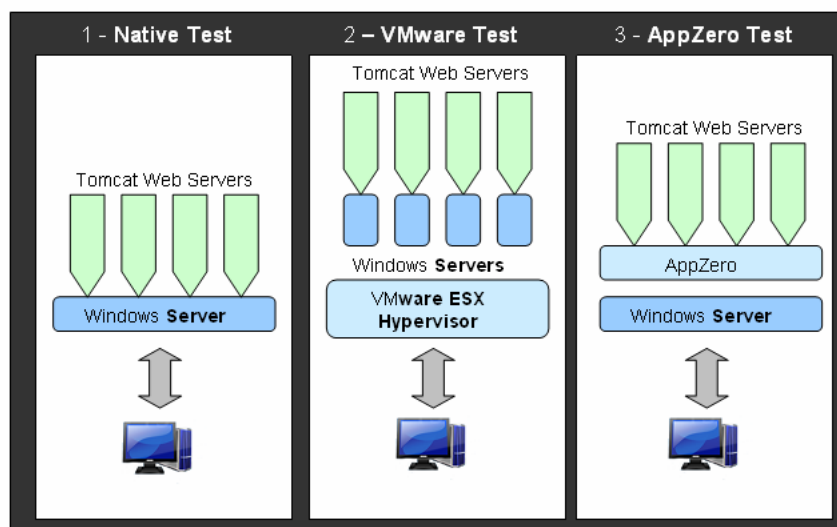 1 - Native Test
Tomcat Web Servers
Windows Server
2 – VMware Test
Tomcat Web Servers
Windows Servers
VMware ESX
Hypervisor
3 - AppZero Test
Tomcat Web Servers
AppZero
Windows Server